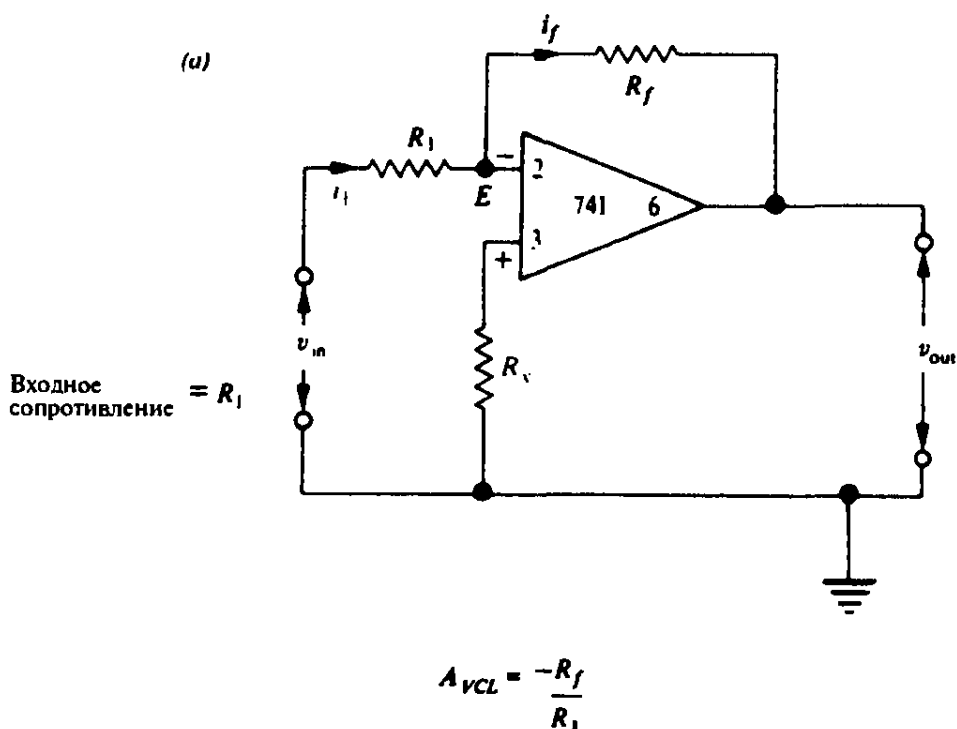 (а)
i_f
R_f
R_1
− 2
i_1
E
741 6
3
+
v_in
R_x
v_out
Входное
сопротивление = R_1
A_VCL = −R_f
R_1